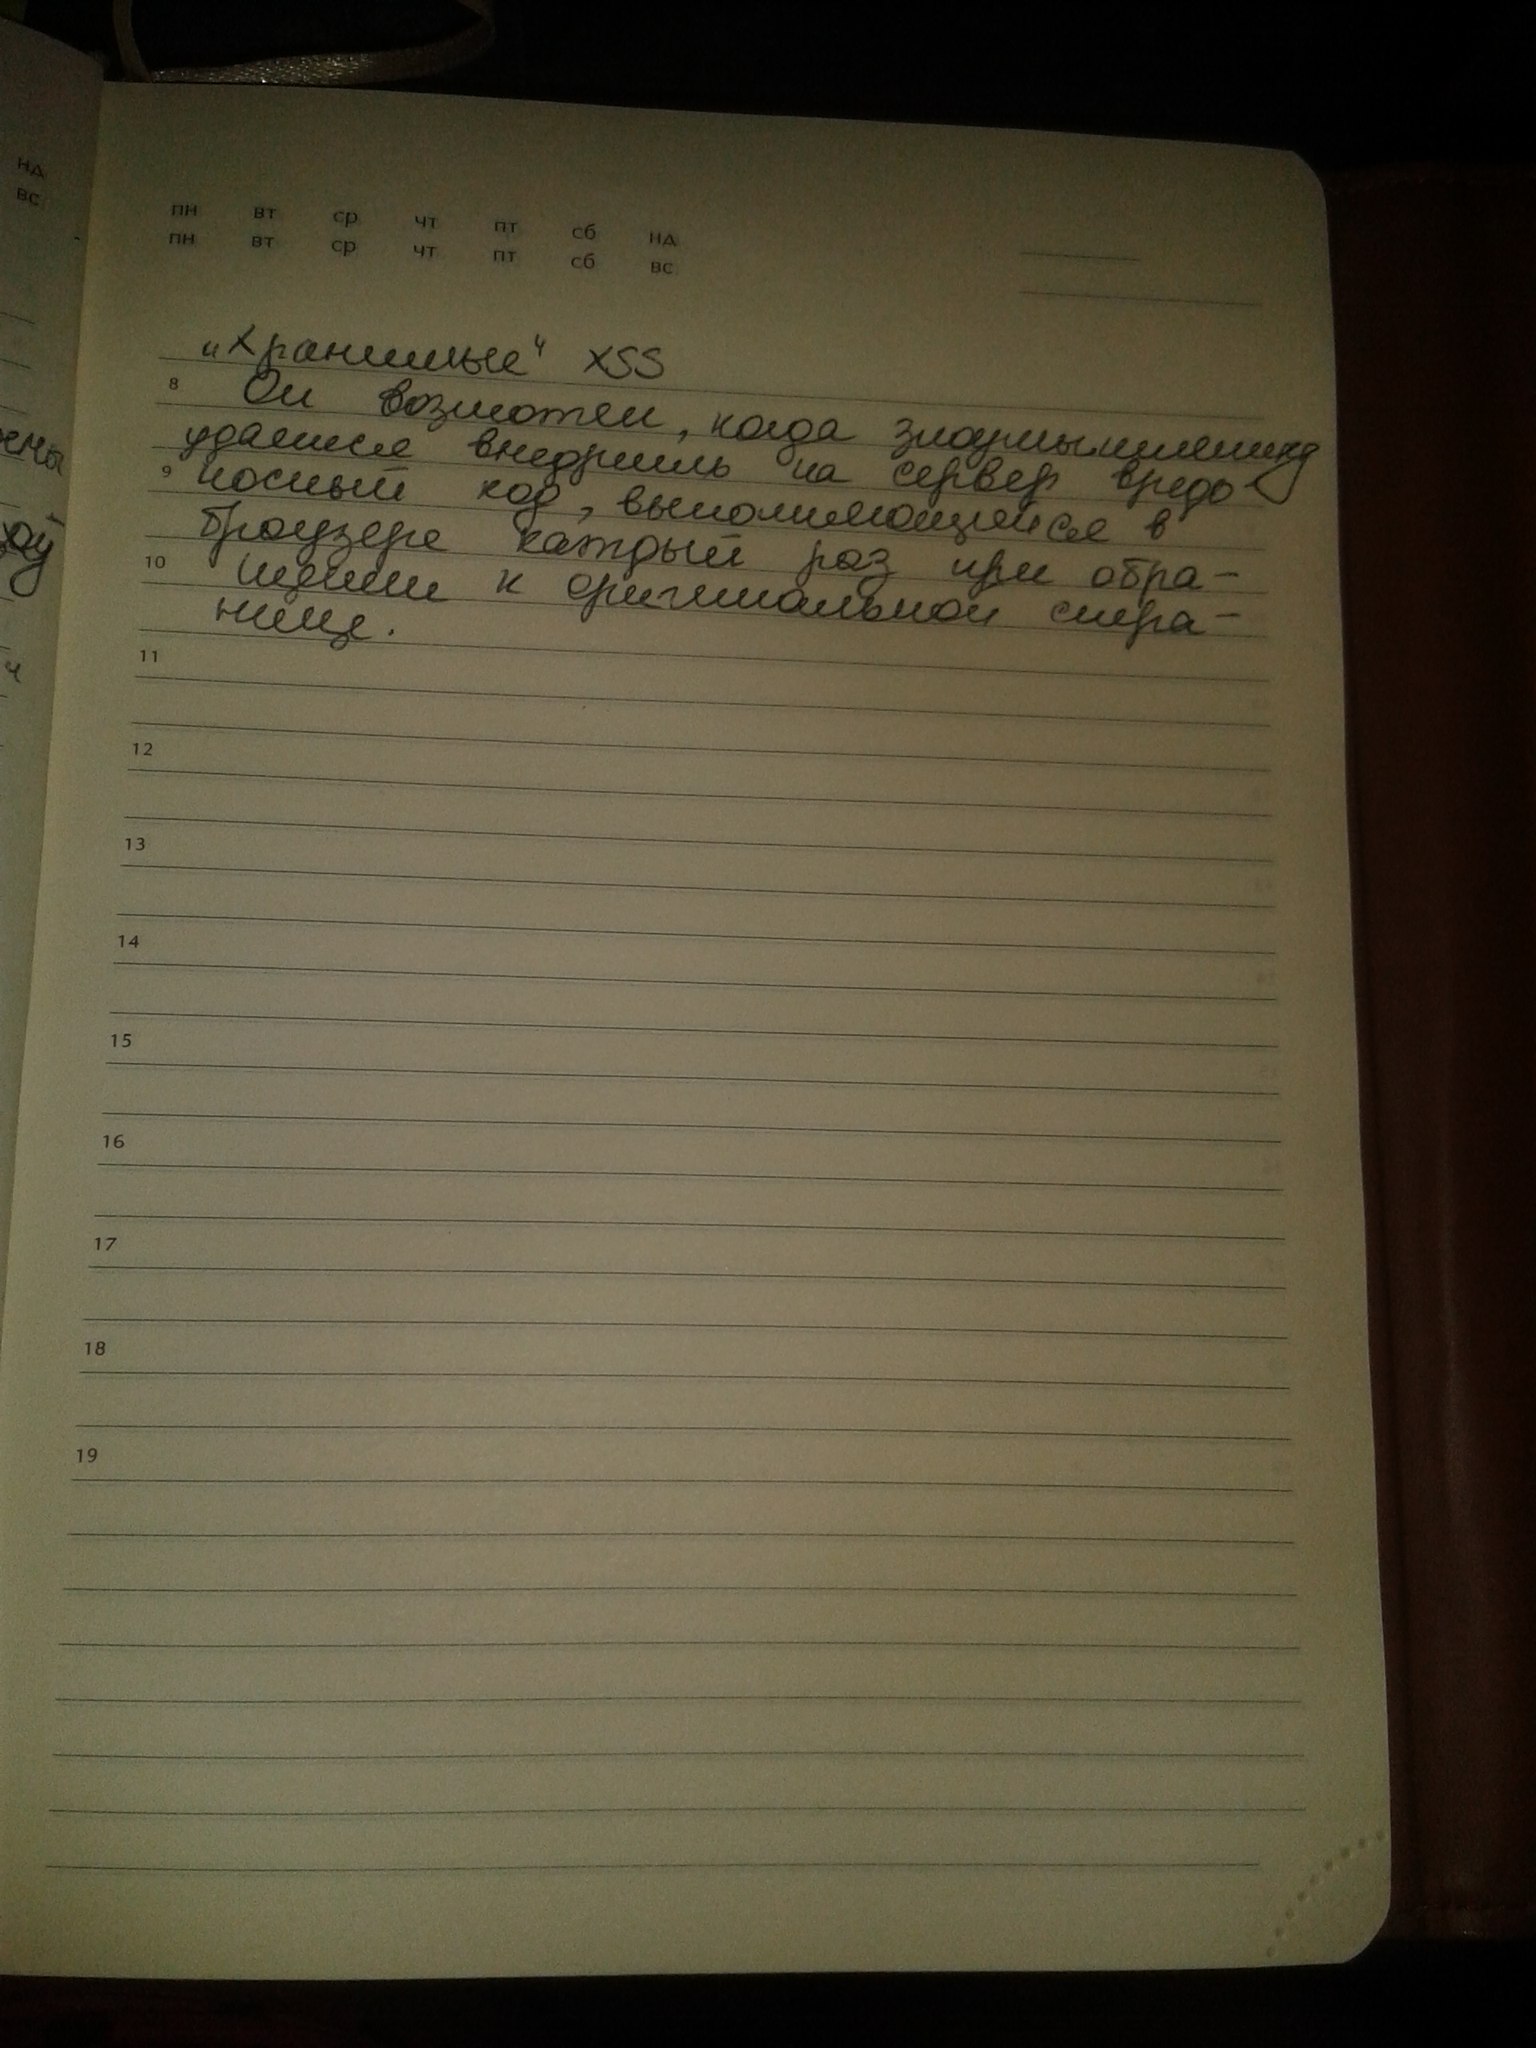 нд
вс
пн вт ср чт пт сб нд
пн вт ср чт пт сб вс
„Хранимые“ XSS
8 Он возможен, когда злоумышленнику
удается внедрить на сервер вредо-
9 носный код, выполняющийся в
браузере каждый раз при обра-
10 щении к оригинальной стра-
нице.
11
12
13
14
15
16
17
18
19